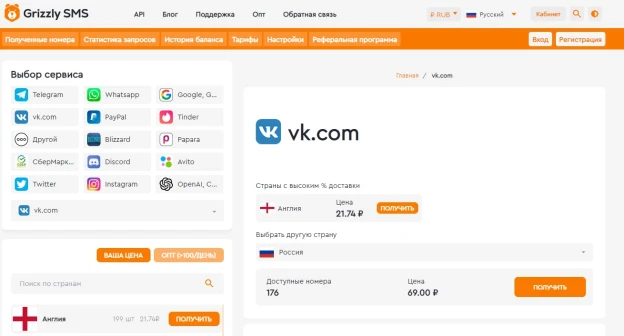 Grizzly SMS
API
Блог
Поддержка
Опт
Обратная связь
₽ RUB
Русский
Кабинет
Полученные номера
Статистика запросов
История баланса
Тарифы
Настройки
Реферальная программа
Вход
Регистрация
Выбор сервиса
Telegram
Whatsapp
Google, G...
vk.com
PayPal
Tinder
Другой
Blizzard
Papara
СберМарк...
Discord
Avito
Twitter
Instagram
OpenAI, C...
vk.com
ВАША ЦЕНА
ОПТ (>100/ДЕНЬ)
Поиск по странам
Англия
199 шт
21.74₽
ПОЛУЧИТЬ
Главная / vk.com
vk.com
Страны с высоким % доставки
Англия
Цена
21.74 ₽
ПОЛУЧИТЬ
Выбрать другую страну
Россия
Доступные номера
176
Цена
69.00 ₽
ПОЛУЧИТЬ